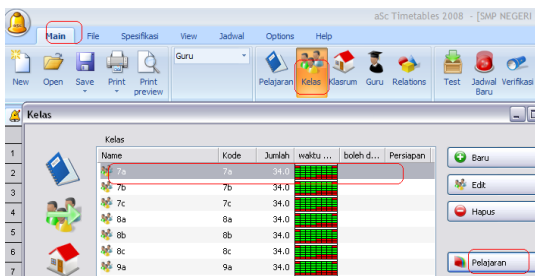 aSc Timetables 2008 - [SMP NEGERI
Main File Spesifikasi View Jadwal Options Help
Guru
New Open Save Print Print preview Pelajaran Kelas Klasrum Guru Relations Test Jadwal Baru Verifikasi
Kelas
Kelas
Name Kode Jumlah waktu ... boleh d... Persiapan
1
2
3
4
5
6
7
7a 7a 34.0
7b 7b 34.0
7c 7c 34.0
8a 8a 34.0
8b 8b 34.0
8c 8c 34.0
9a 9a 34.0
Baru
Edit
Hapus
Pelajaran